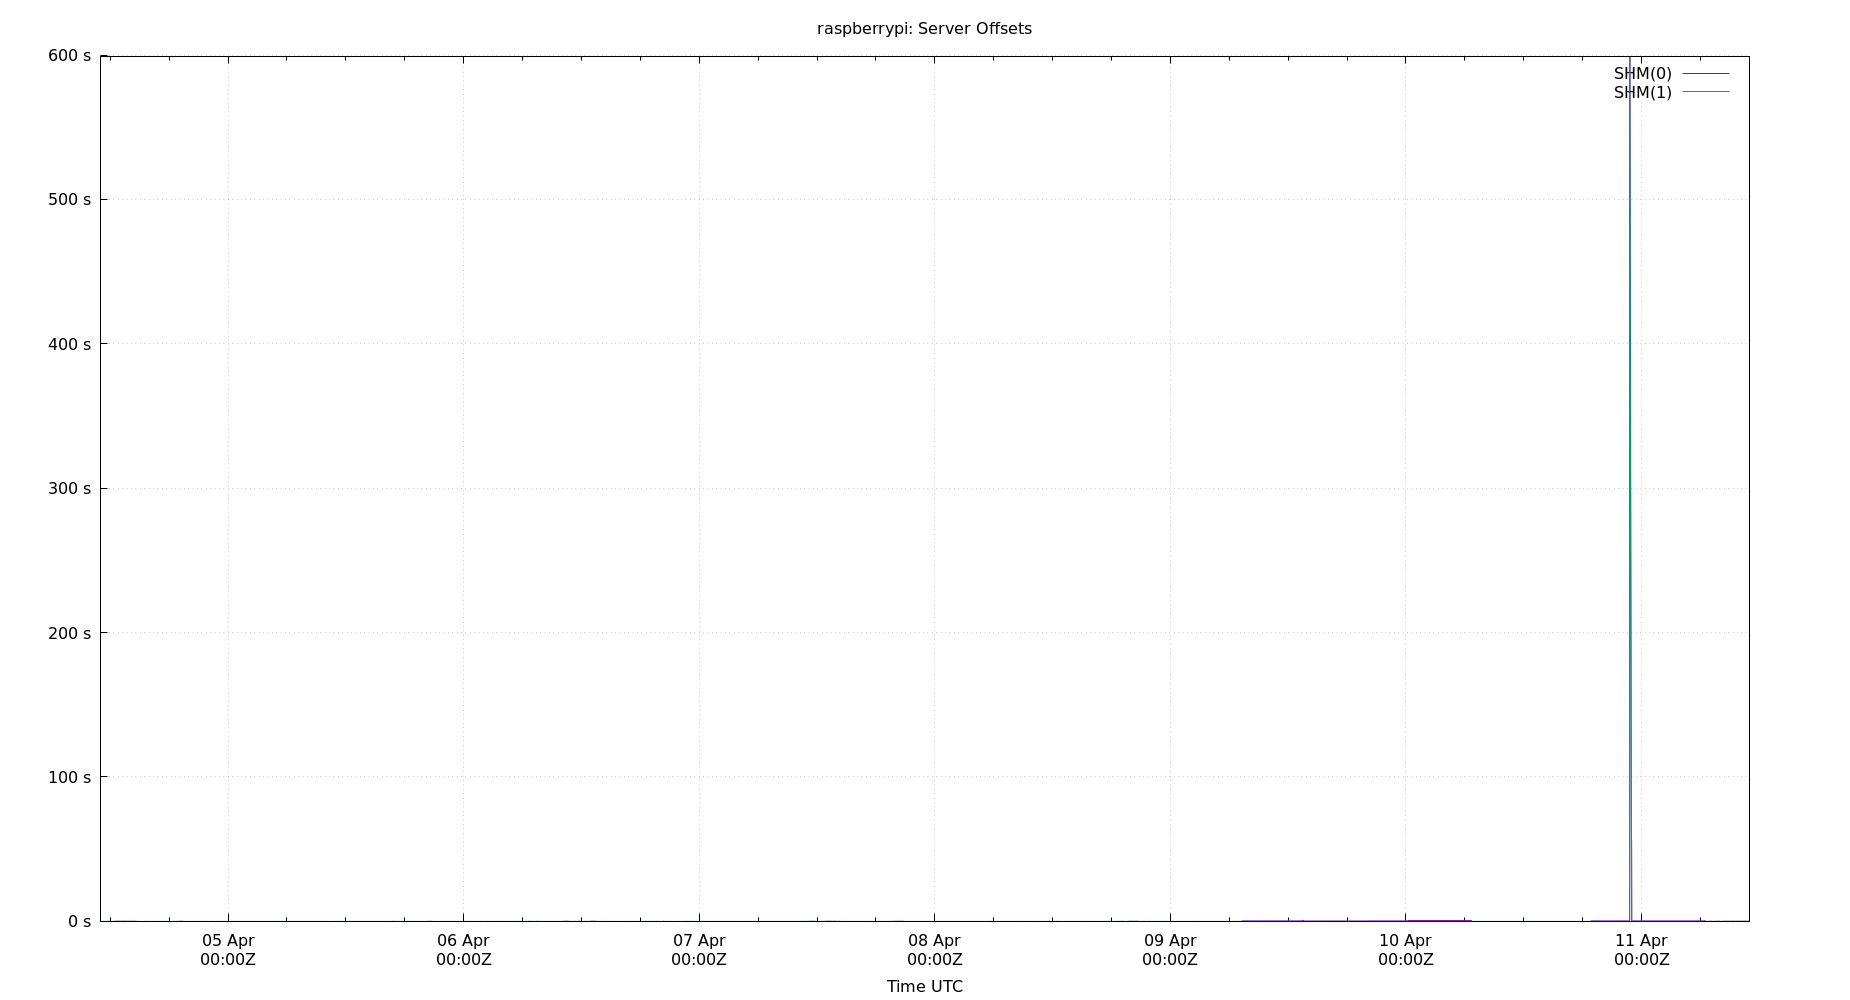 raspberrypi: Server Offsets
600 s
SHM(0)
SHM(1)
500 s
400 s
300 s
200 s
100 s
0 s
05 Apr 06 Apr 07 Apr 08 Apr 09 Apr 10 Apr 11 Apr
00:00Z 00:00Z 00:00Z 00:00Z 00:00Z 00:00Z 00:00Z
Time UTC